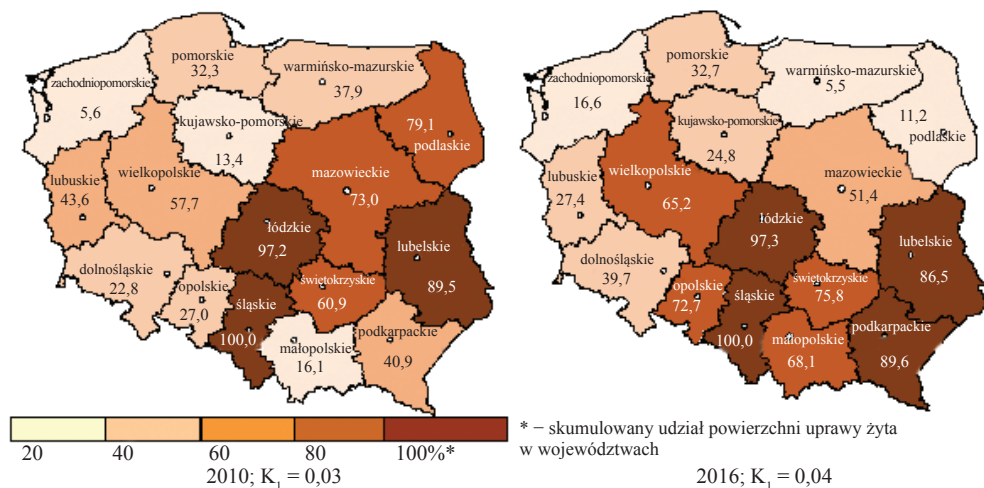 pomorskie
32,3
warmińsko-mazurskie
37,9
zachodniopomorskie
5,6
kujawsko-pomorskie
13,4
79,1
podlaskie
lubuskie
43,6
wielkopolskie
57,7
mazowieckie
73,0
łódzkie
97,2
lubelskie
89,5
dolnośląskie
22,8
opolskie
27,0
śląskie
100,0
świętokrzyskie
60,9
małopolskie
16,1
podkarpackie
40,9
pomorskie
32,7
warmińsko-mazurskie
5,5
zachodniopomorskie
16,6
kujawsko-pomorskie
24,8
11,2
podlaskie
lubuskie
27,4
wielkopolskie
65,2
mazowieckie
51,4
łódzkie
97,3
lubelskie
86,5
dolnośląskie
39,7
opolskie
72,7
śląskie
100,0
świętokrzyskie
75,8
małopolskie
68,1
podkarpackie
89,6
20 40 60 80 100%*
* − skumulowany udział powierzchni uprawy żyta
w województwach
2010; K₁ = 0,03
2016; K₁ = 0,04